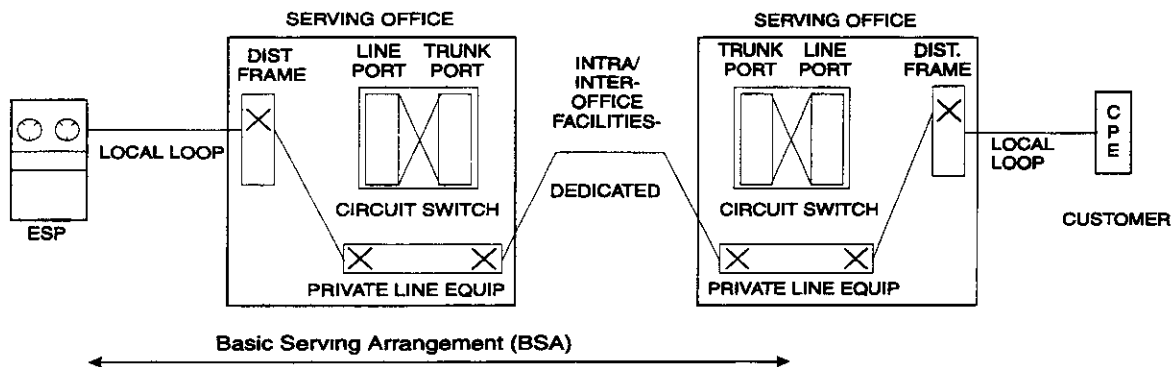 SERVING OFFICE
DIST
FRAME
LINE
PORT
TRUNK
PORT
CIRCUIT SWITCH
PRIVATE LINE EQUIP
ESP
LOCAL LOOP
INTRA/
INTER-
OFFICE
FACILITIES-
DEDICATED
SERVING OFFICE
TRUNK
PORT
LINE
PORT
DIST.
FRAME
CIRCUIT SWITCH
PRIVATE LINE EQUIP
LOCAL
LOOP
C
P
E
CUSTOMER
Basic Serving Arrangement (BSA)